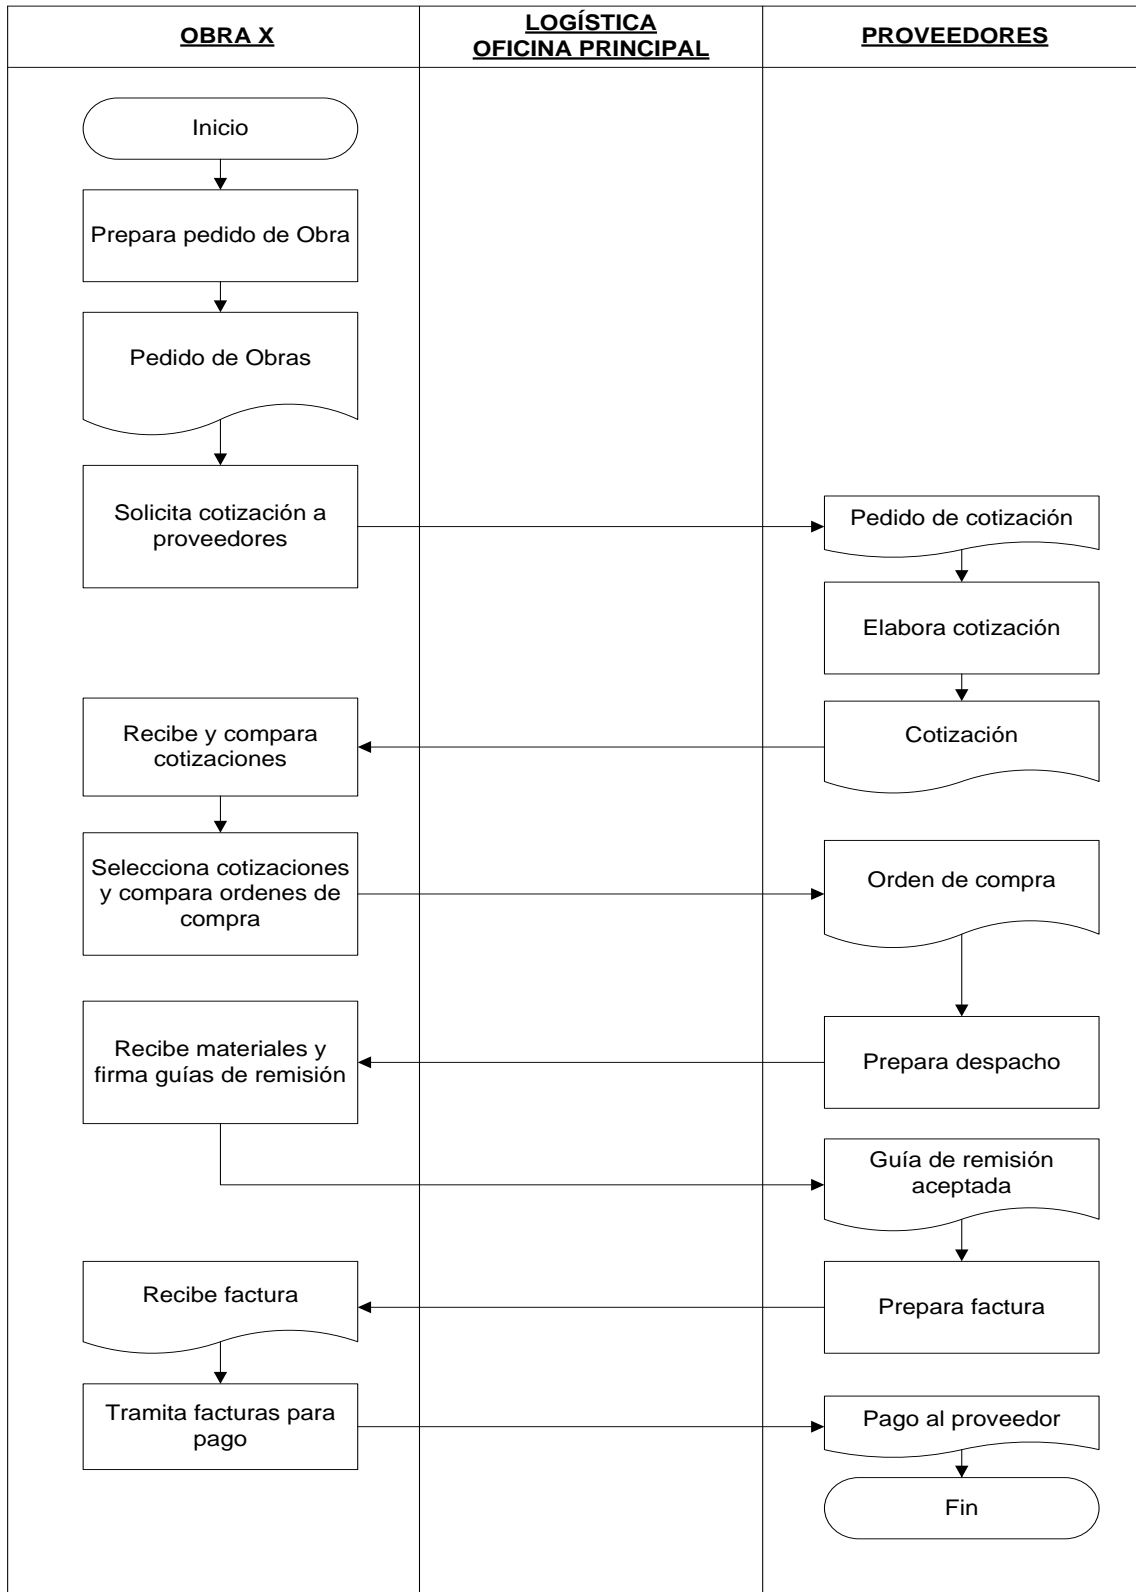 OBRA X
LOGÍSTICA
OFICINA PRINCIPAL
PROVEEDORES
Inicio
Prepara pedido de Obra
Pedido de Obras
Solicita cotización a
proveedores
Pedido de cotización
Elabora cotización
Cotización
Recibe y compara
cotizaciones
Selecciona cotizaciones
y compara ordenes de
compra
Orden de compra
Prepara despacho
Recibe materiales y
firma guías de remisión
Guía de remisión
aceptada
Prepara factura
Recibe factura
Tramita facturas para
pago
Pago al proveedor
Fin